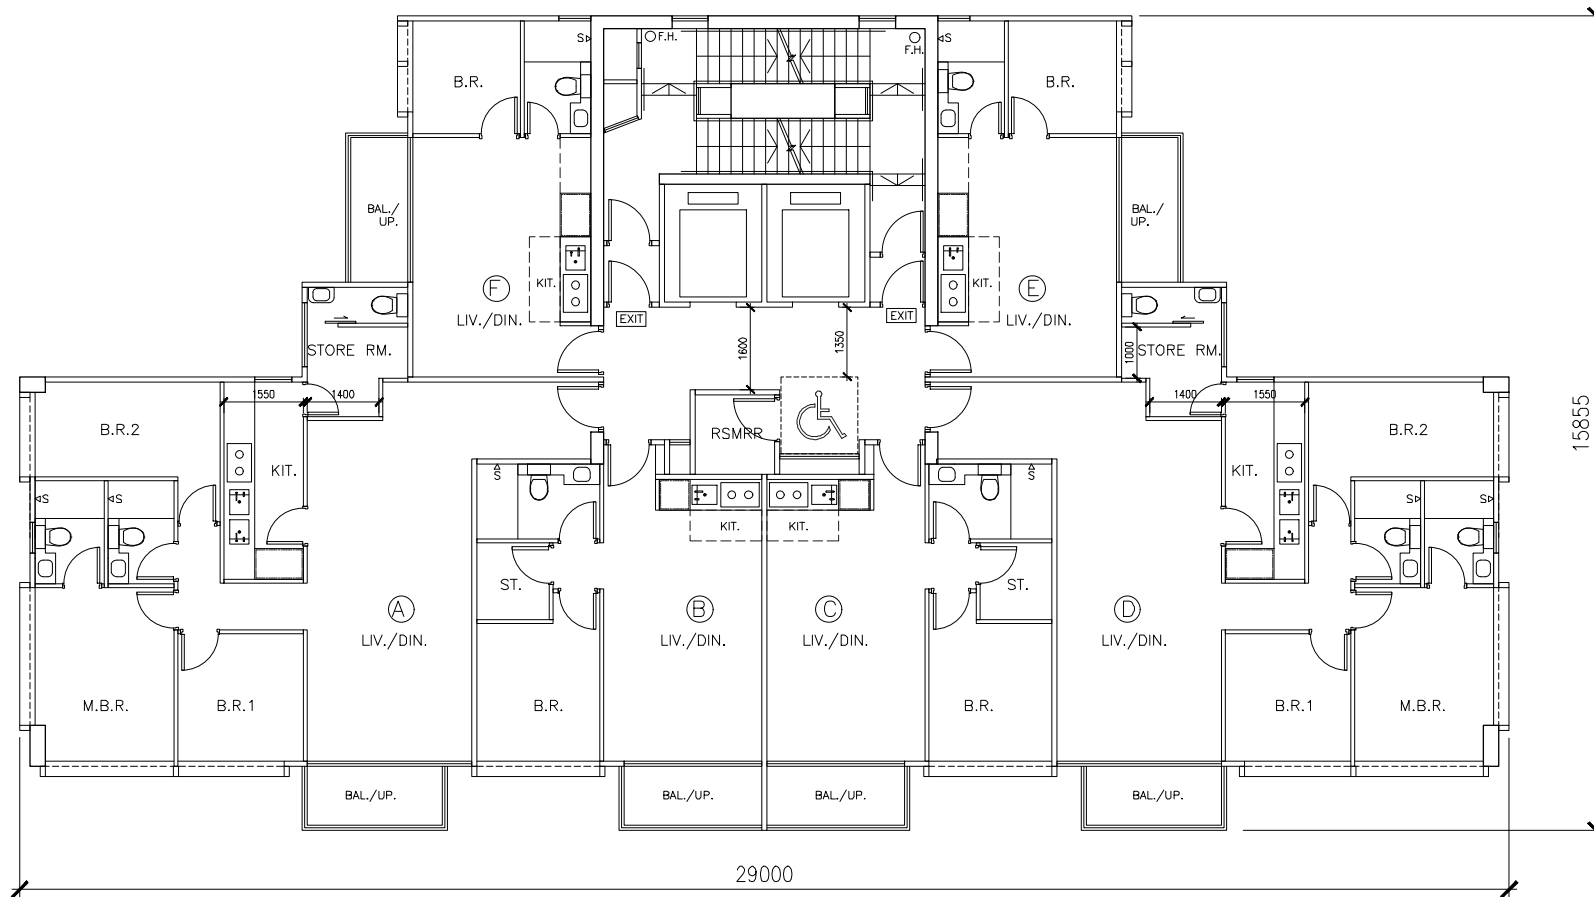 S F.H. F.H. S
B.R. B.R.
BAL./
UP.
BAL./
UP.
F KIT. KIT. E
LIV./DIN. EXIT EXIT LIV./DIN.
STORE RM. 1600 1350 1000 STORE RM.
1550 1400 1400 1550
B.R.2 RSMRR B.R.2
15855
KIT. S S KIT.
S S S S
KIT. KIT.
ST. ST.
A B C D
LIV./DIN. LIV./DIN. LIV./DIN. LIV./DIN.
M.B.R. B.R.1 B.R. B.R. B.R.1 M.B.R.
BAL./UP. BAL./UP. BAL./UP. BAL./UP.
29000